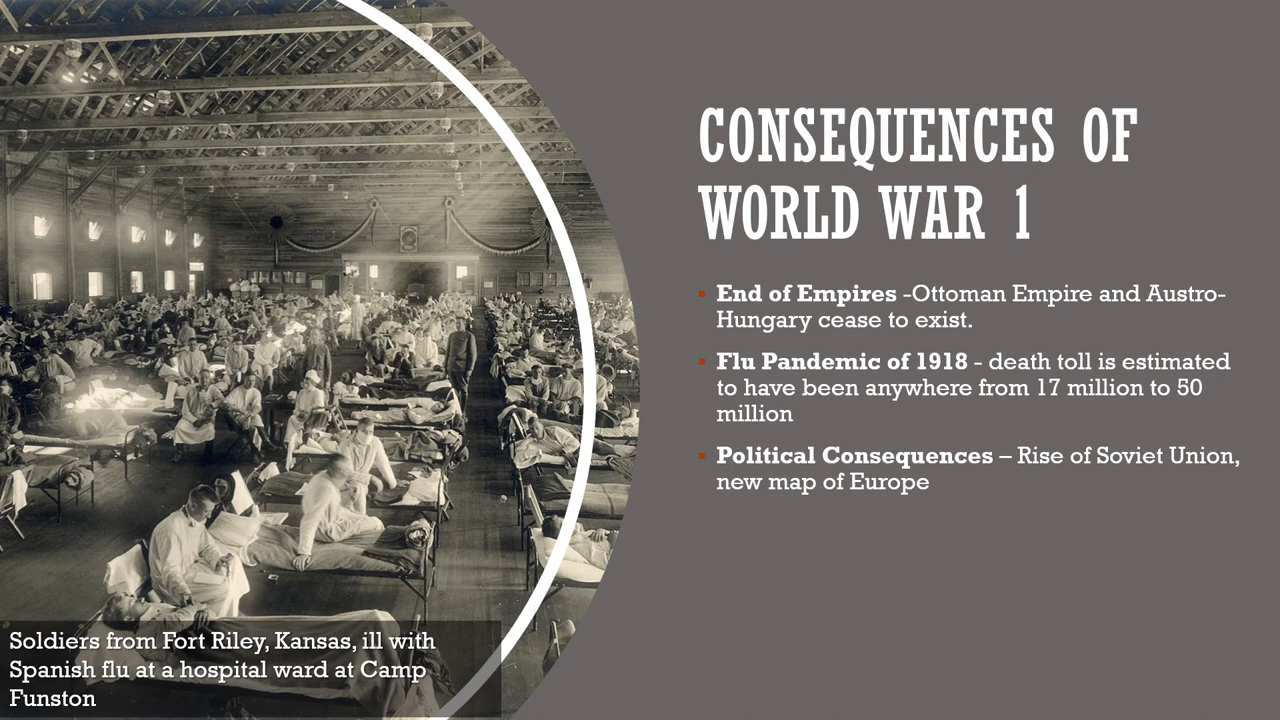 CONSEQUENCES OF
WORLD WAR 1
▪ End of Empires -Ottoman Empire and Austro-
Hungary cease to exist.
▪ Flu Pandemic of 1918 - death toll is estimated
to have been anywhere from 17 million to 50
million
▪ Political Consequences – Rise of Soviet Union,
new map of Europe
Soldiers from Fort Riley, Kansas, ill with
Spanish flu at a hospital ward at Camp
Funston